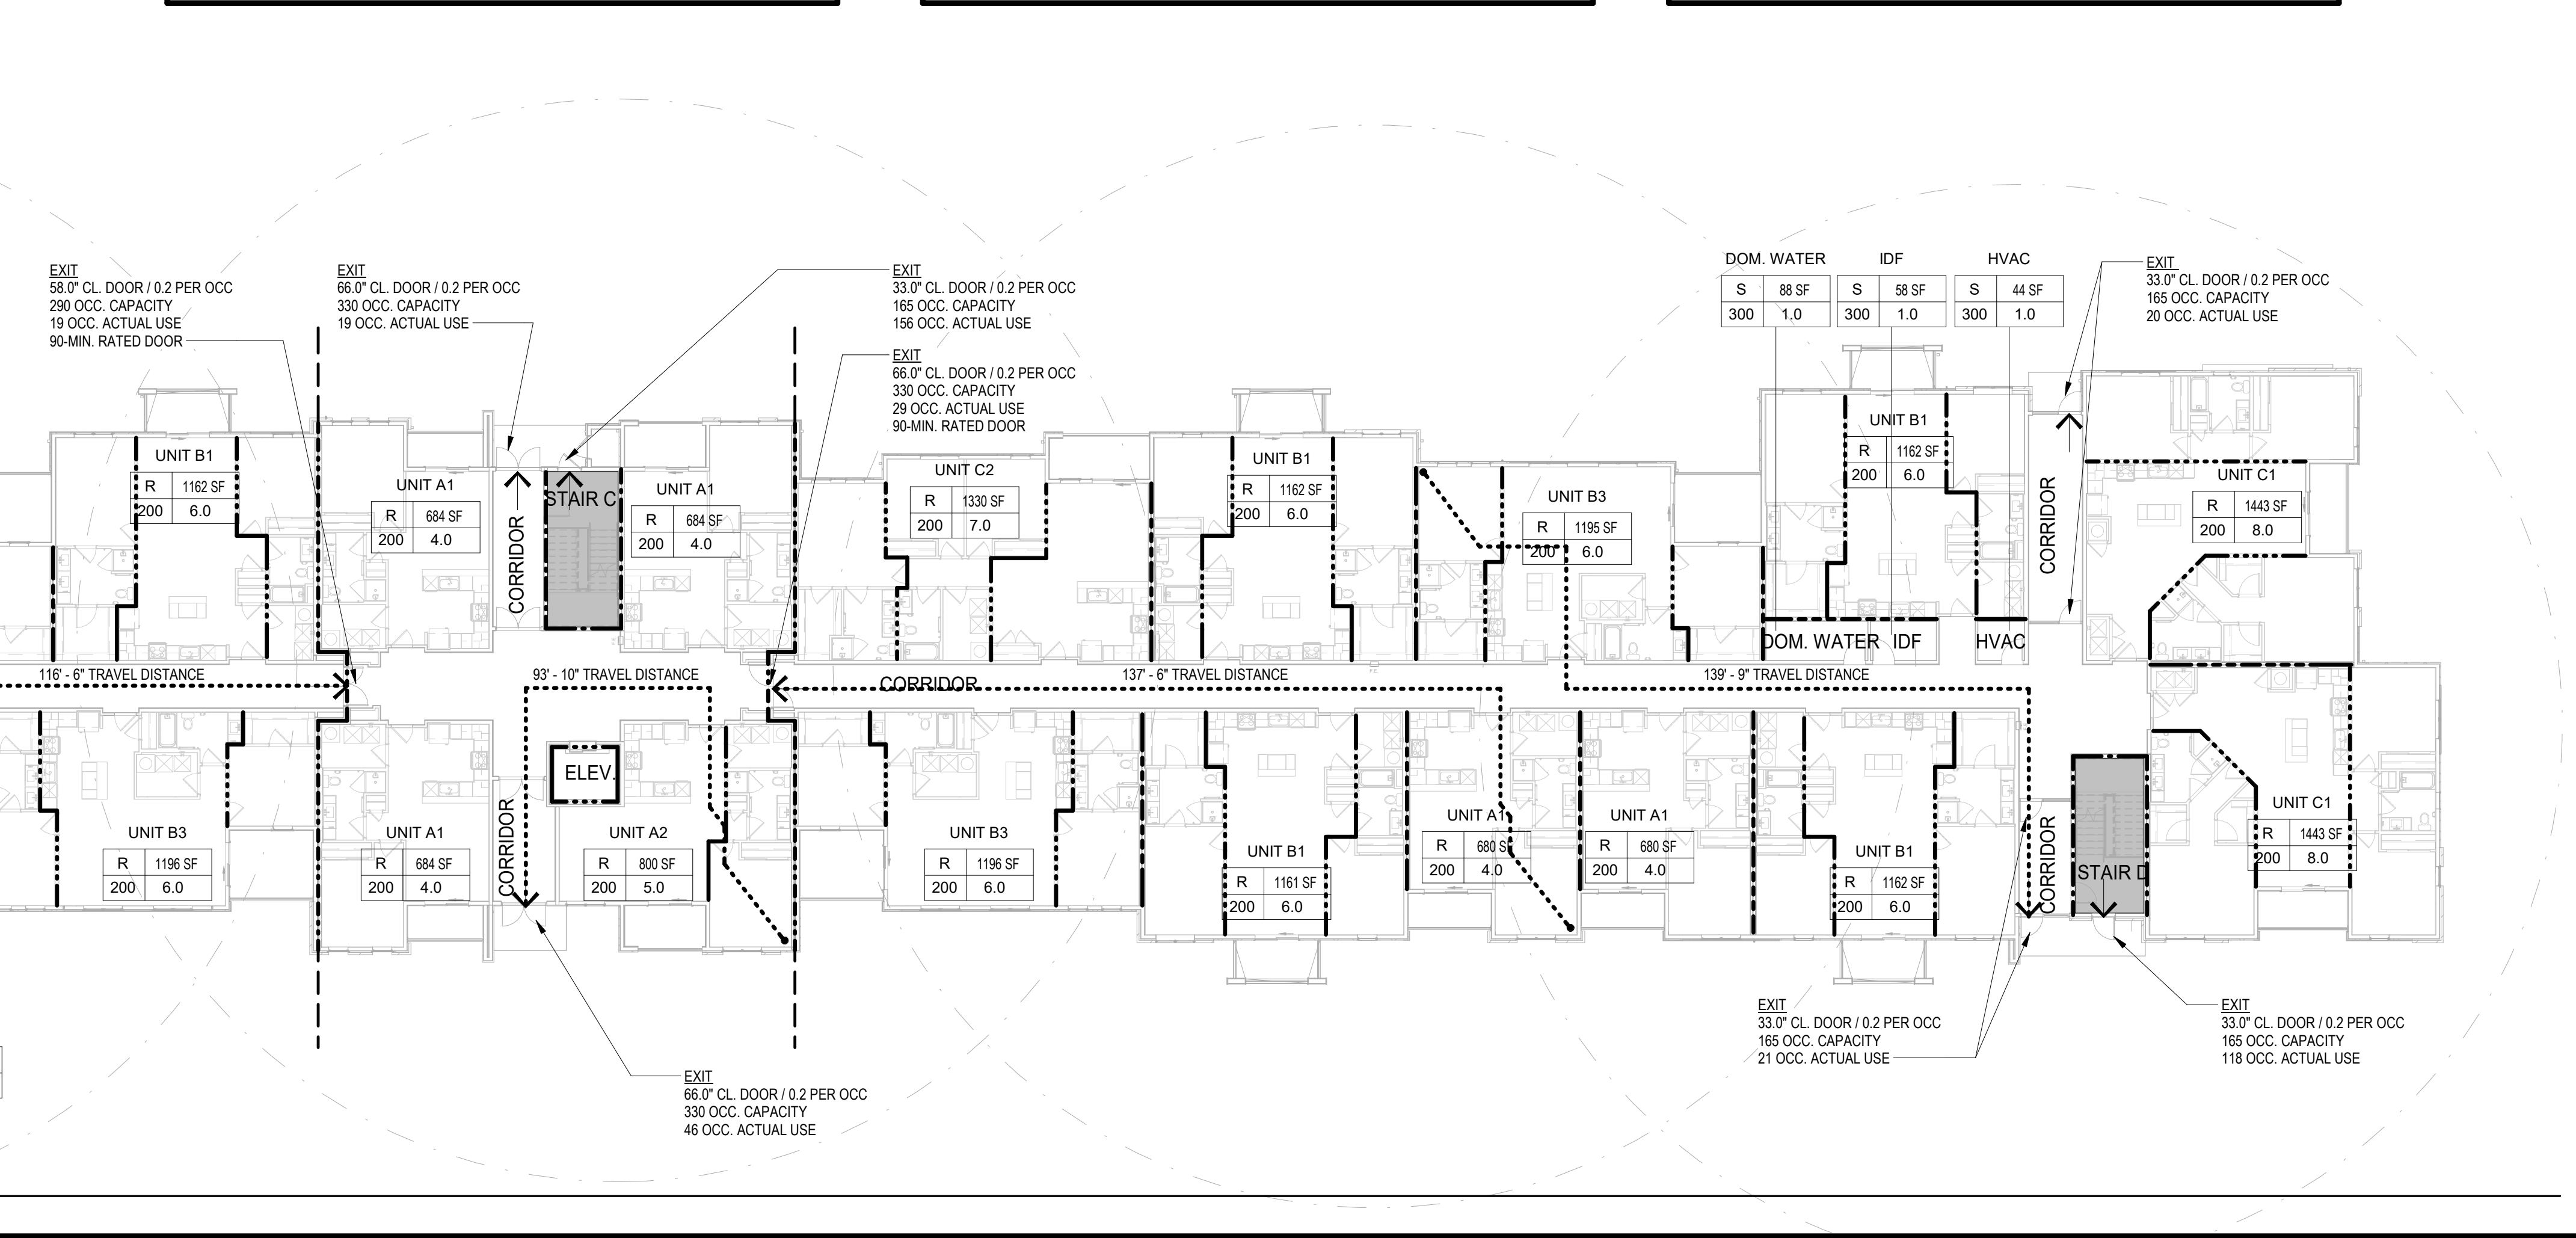 EXIT
58.0" CL. DOOR / 0.2 PER OCC
290 OCC. CAPACITY
19 OCC. ACTUAL USE
90-MIN. RATED DOOR
EXIT
66.0" CL. DOOR / 0.2 PER OCC
330 OCC. CAPACITY
19 OCC. ACTUAL USE
EXIT
33.0" CL. DOOR / 0.2 PER OCC
165 OCC. CAPACITY
156 OCC. ACTUAL USE
EXIT
66.0" CL. DOOR / 0.2 PER OCC
330 OCC. CAPACITY
29 OCC. ACTUAL USE
90-MIN. RATED DOOR
DOM. WATER
S 88 SF
300 1.0
IDF
S 58 SF
300 1.0
HVAC
S 44 SF
300 1.0
EXIT
33.0" CL. DOOR / 0.2 PER OCC
165 OCC. CAPACITY
20 OCC. ACTUAL USE
UNIT B1
R 1162 SF
200 6.0
UNIT A1
R 684 SF
200 4.0
CORRIDOR
STAIR C
UNIT A1
R 684 SF
200 4.0
UNIT C2
R 1330 SF
200 7.0
UNIT B1
R 1162 SF
200 6.0
UNIT B3
R 1195 SF
200 6.0
UNIT B1
R 1162 SF
200 6.0
CORRIDOR
UNIT C1
R 1443 SF
200 8.0
DOM. WATER
IDF
HVAC
116' - 6" TRAVEL DISTANCE
93' - 10" TRAVEL DISTANCE
CORRIDOR
137' - 6" TRAVEL DISTANCE
139' - 9" TRAVEL DISTANCE
UNIT B3
R 1196 SF
200 6.0
UNIT A1
R 684 SF
200 4.0
CORRIDOR
ELEV.
UNIT A2
R 800 SF
200 5.0
UNIT B3
R 1196 SF
200 6.0
UNIT B1
R 1161 SF
200 6.0
UNIT A1
R 680 SF
200 4.0
UNIT A1
R 680 SF
200 4.0
UNIT B1
R 1162 SF
200 6.0
CORRIDOR
STAIR D
UNIT C1
R 1443 SF
200 8.0
EXIT
66.0" CL. DOOR / 0.2 PER OCC
330 OCC. CAPACITY
46 OCC. ACTUAL USE
EXIT
33.0" CL. DOOR / 0.2 PER OCC
165 OCC. CAPACITY
21 OCC. ACTUAL USE
EXIT
33.0" CL. DOOR / 0.2 PER OCC
165 OCC. CAPACITY
118 OCC. ACTUAL USE